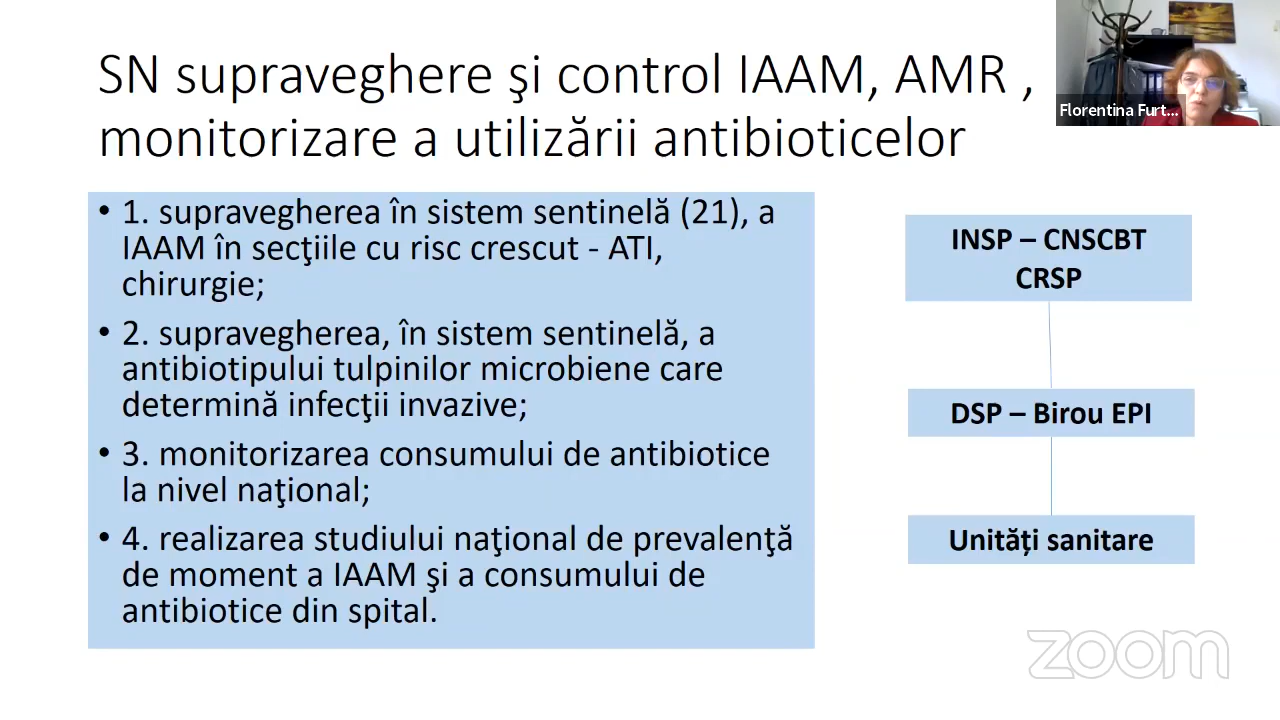 SN supraveghere şi control IAAM, AMR ,
monitorizare a utilizării antibioticelor
Florentina Furt...
• 1. supravegherea în sistem sentinelă (21), a
IAAM în secţiile cu risc crescut - ATI,
chirurgie;
• 2. supravegherea, în sistem sentinelă, a
antibiotipului tulpinilor microbiene care
determină infecţii invazive;
• 3. monitorizarea consumului de antibiotice
la nivel naţional;
• 4. realizarea studiului naţional de prevalenţă
de moment a IAAM şi a consumului de
antibiotice din spital.
INSP – CNSCBT
CRSP
DSP – Birou EPI
Unități sanitare
zoom